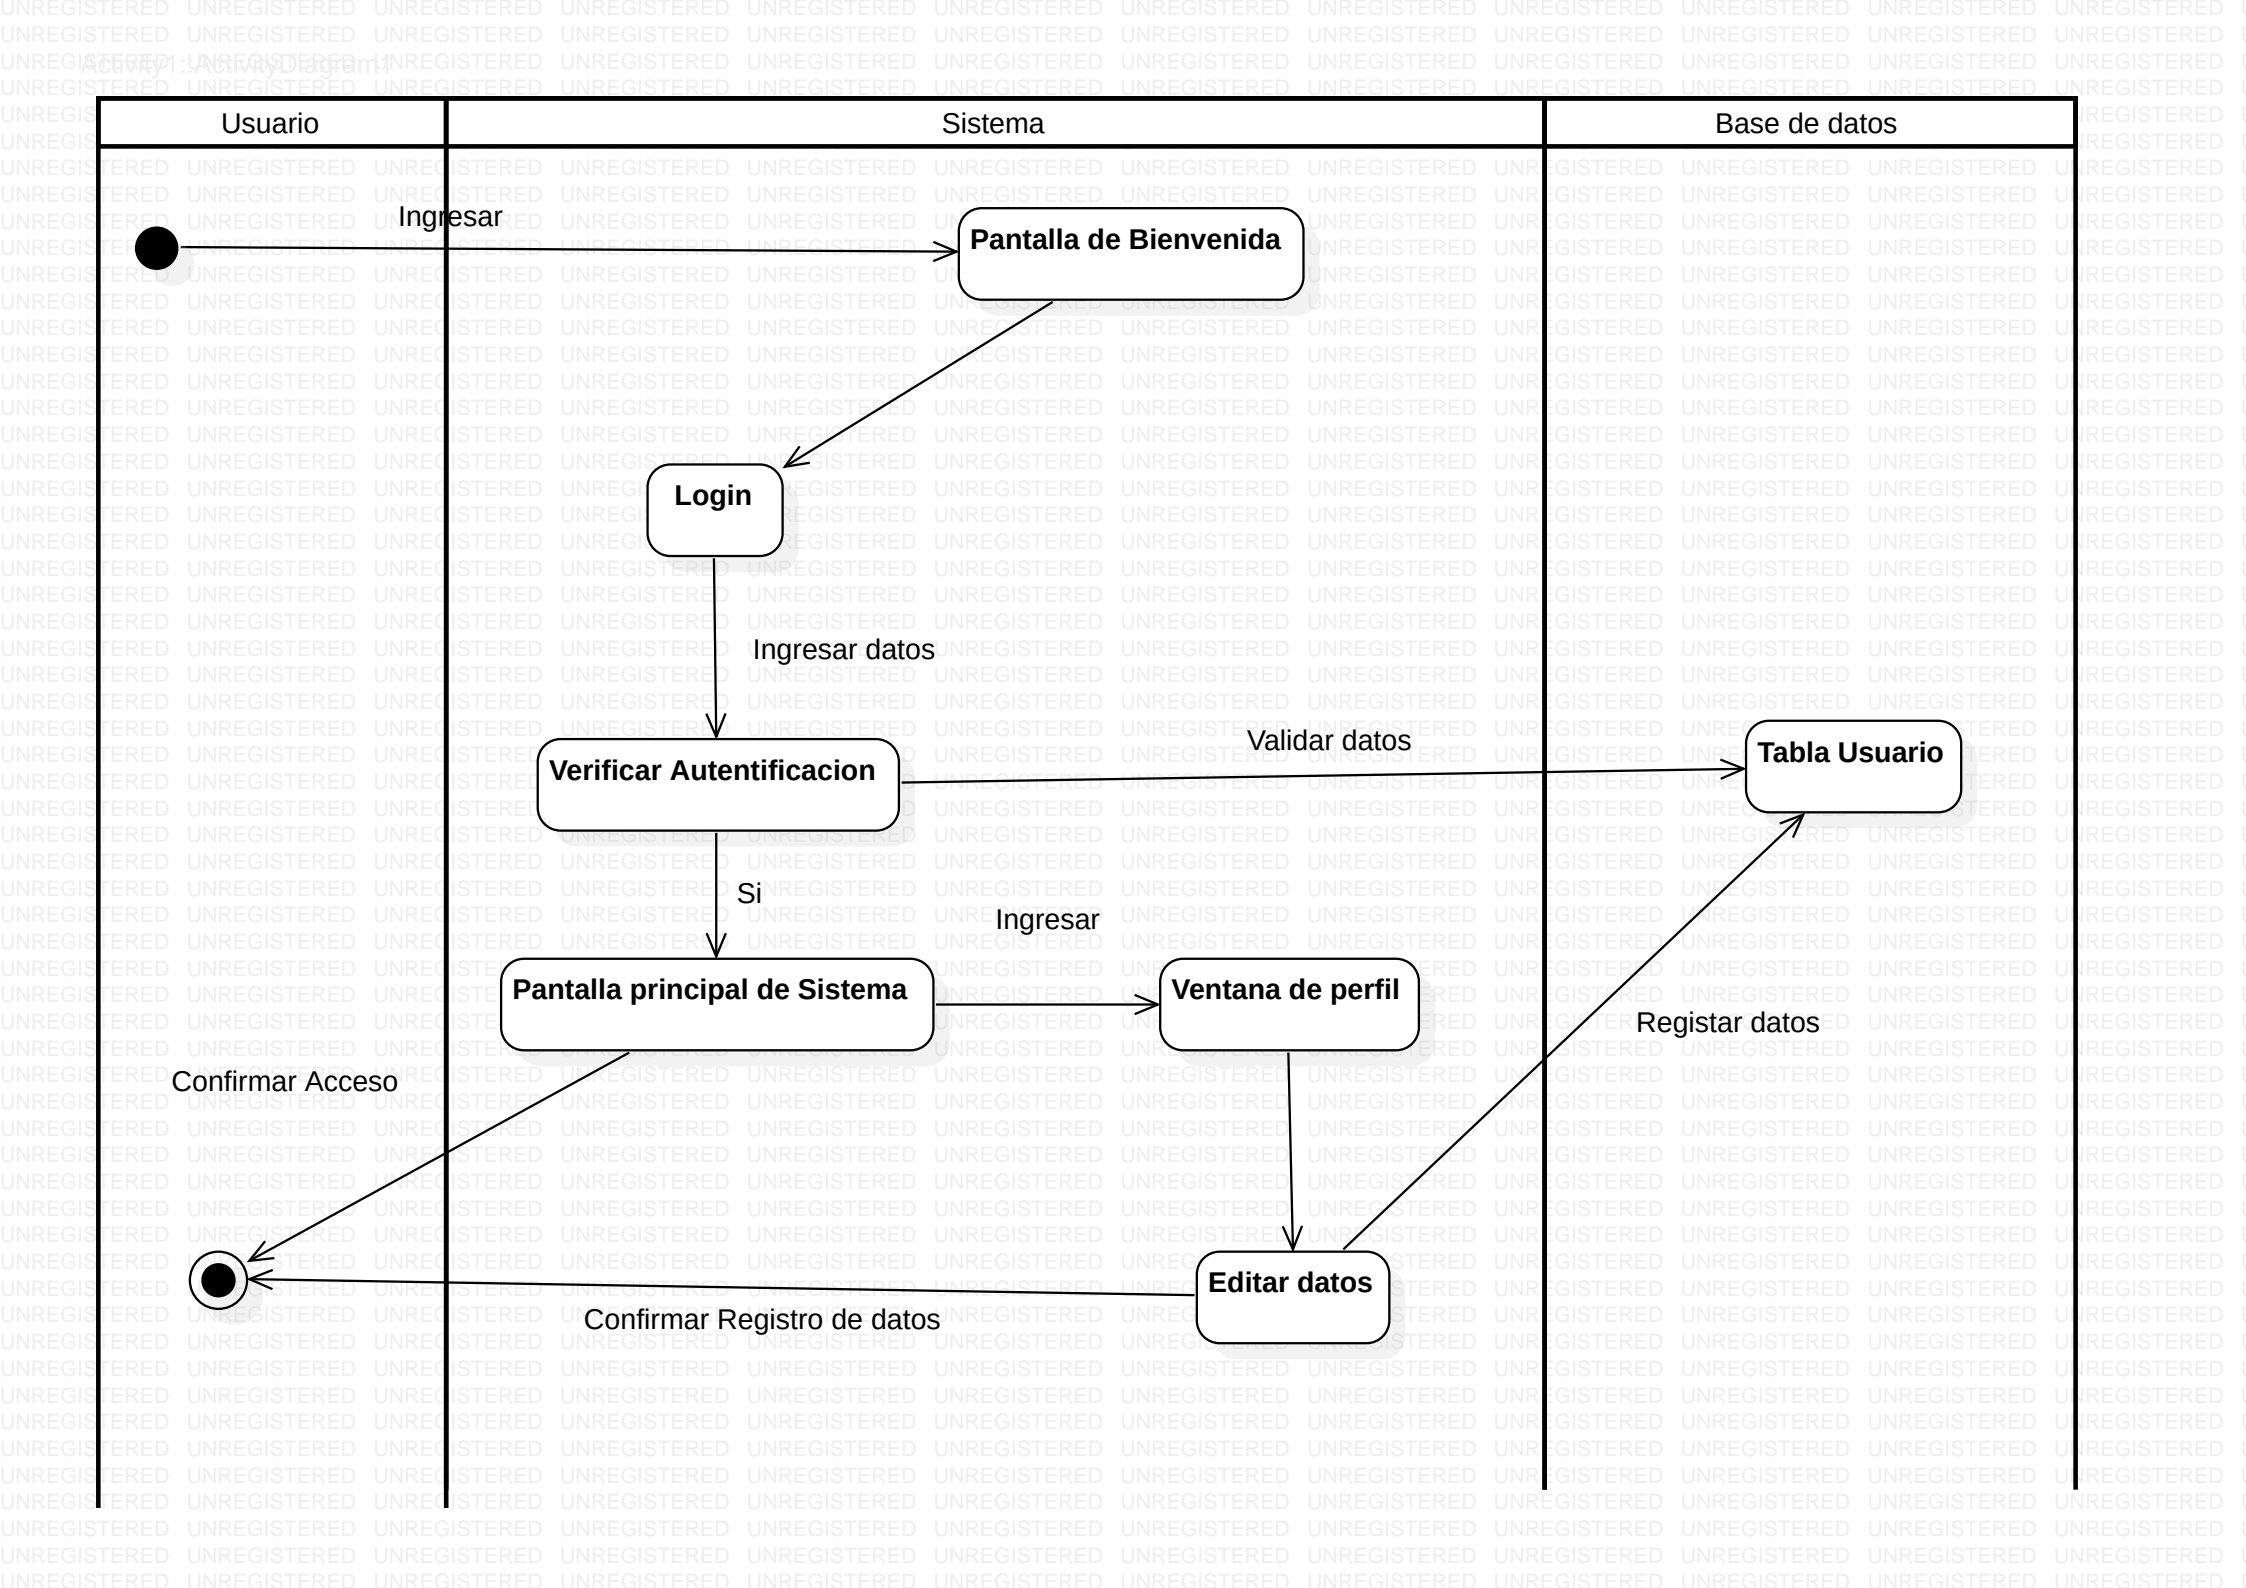 Activity1::ActivityDiagram1
Usuario
Sistema
Base de datos
Ingresar
Pantalla de Bienvenida
Login
Ingresar datos
Verificar Autentificacion
Validar datos
Tabla Usuario
Si
Ingresar
Pantalla principal de Sistema
Ventana de perfil
Registar datos
Confirmar Acceso
Editar datos
Confirmar Registro de datos
UNREGISTERED